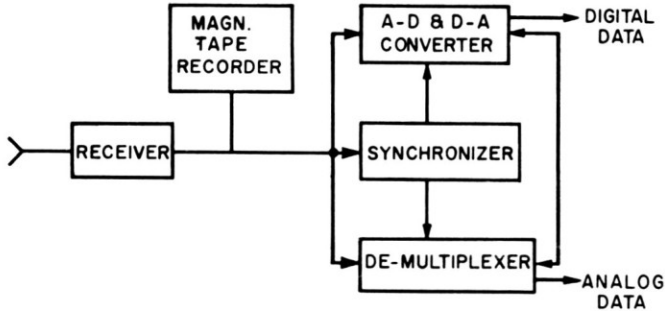 MAGN.
TAPE
RECORDER
A-D & D-A
CONVERTER
DIGITAL
DATA
RECEIVER
SYNCHRONIZER
DE-MULTIPLEXER
ANALOG
DATA